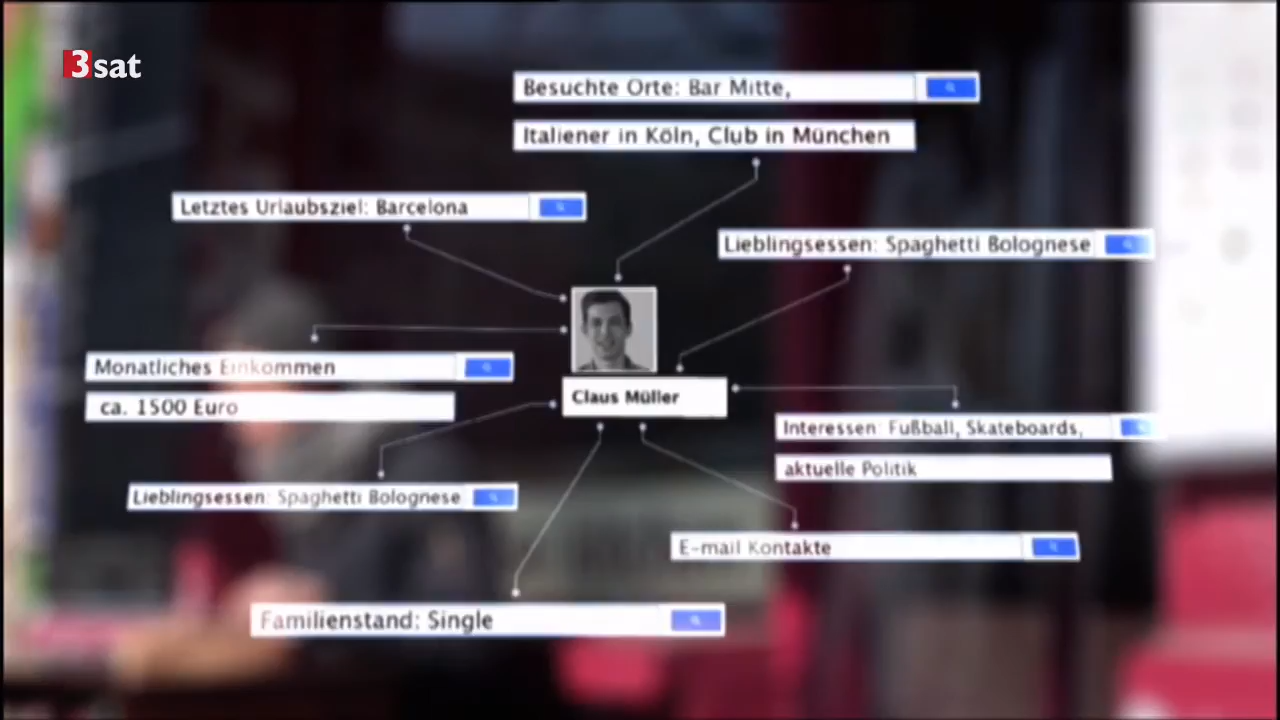 3sat
Besuchte Orte: Bar Mitte,
Italiener in Köln, Club in München
Letztes Urlaubsziel: Barcelona
Lieblingsessen: Spaghetti Bolognese
Monatliches Einkommen
ca. 1500 Euro
Claus Müller
Interessen: Fußball, Skateboards,
aktuelle Politik
Lieblingsessen: Spaghetti Bolognese
E-mail Kontakte
Familienstand: Single